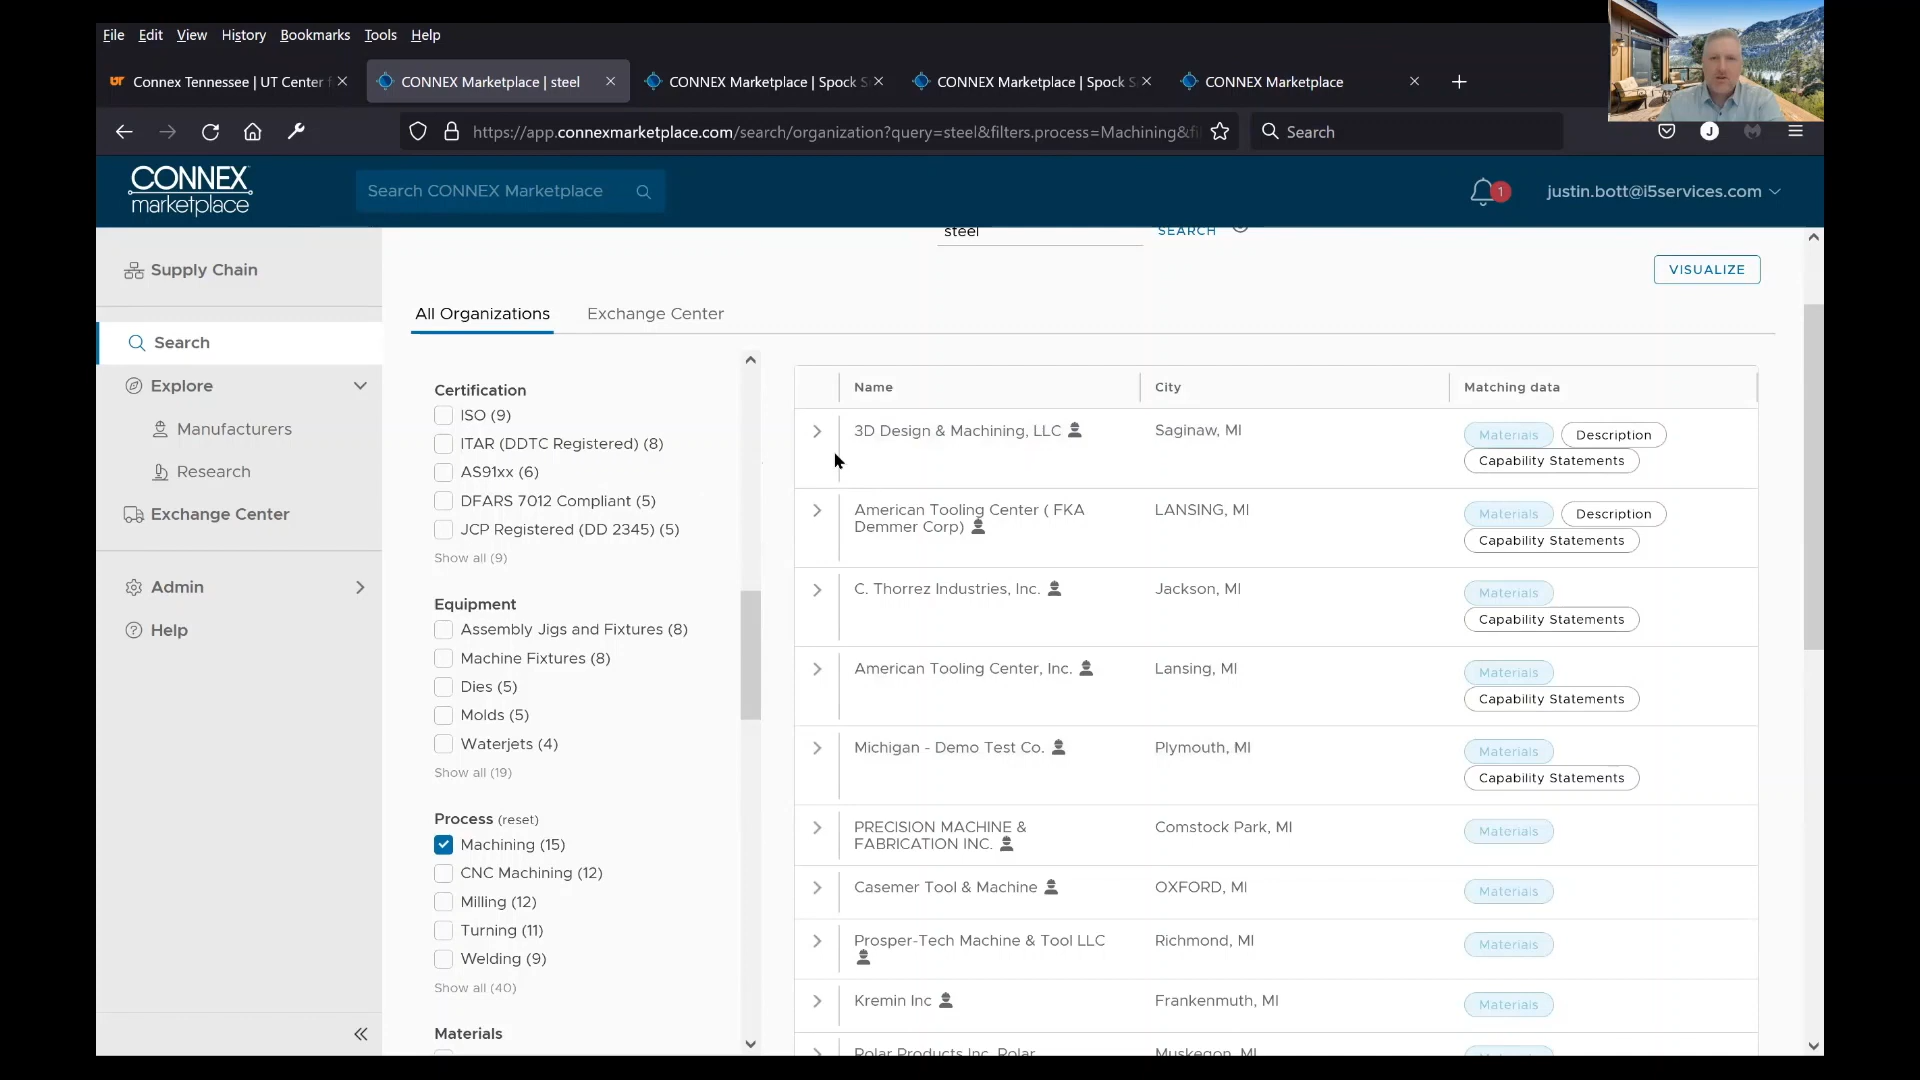 File Edit View History Bookmarks Tools Help
Connex Tennessee | UT Center f
CONNEX Marketplace | steel
CONNEX Marketplace | Spock S
CONNEX Marketplace | Spock S
CONNEX Marketplace
https://app.connexmarketplace.com/search/organization?query=steel&filters.process=Machining&fi
Search
J
CONNEX
marketplace
Search CONNEX Marketplace
1
justin.bott@i5services.com
steel
SEARCH
Supply Chain
VISUALIZE
All Organizations
Exchange Center
Search
Explore
Manufacturers
Research
Exchange Center
Admin
Help
Certification
ISO (9)
ITAR (DDTC Registered) (8)
AS91xx (6)
DFARS 7012 Compliant (5)
JCP Registered (DD 2345) (5)
Show all (9)
Equipment
Assembly Jigs and Fixtures (8)
Machine Fixtures (8)
Dies (5)
Molds (5)
Waterjets (4)
Show all (19)
Process (reset)
Machining (15)
CNC Machining (12)
Milling (12)
Turning (11)
Welding (9)
Show all (40)
Materials
Name City Matching data
3D Design & Machining, LLC Saginaw, MI Materials Description
Capability Statements
American Tooling Center ( FKA LANSING, MI Materials Description
Demmer Corp) Capability Statements
C. Thorrez Industries, Inc. Jackson, MI Materials
Capability Statements
American Tooling Center, Inc. Lansing, MI Materials
Capability Statements
Michigan - Demo Test Co. Plymouth, MI Materials
Capability Statements
PRECISION MACHINE & Comstock Park, MI Materials
FABRICATION INC.
Casemer Tool & Machine OXFORD, MI Materials
Prosper-Tech Machine & Tool LLC Richmond, MI Materials
Kremin Inc Frankenmuth, MI Materials
Polar Products Inc. Polar Muskegon, MI